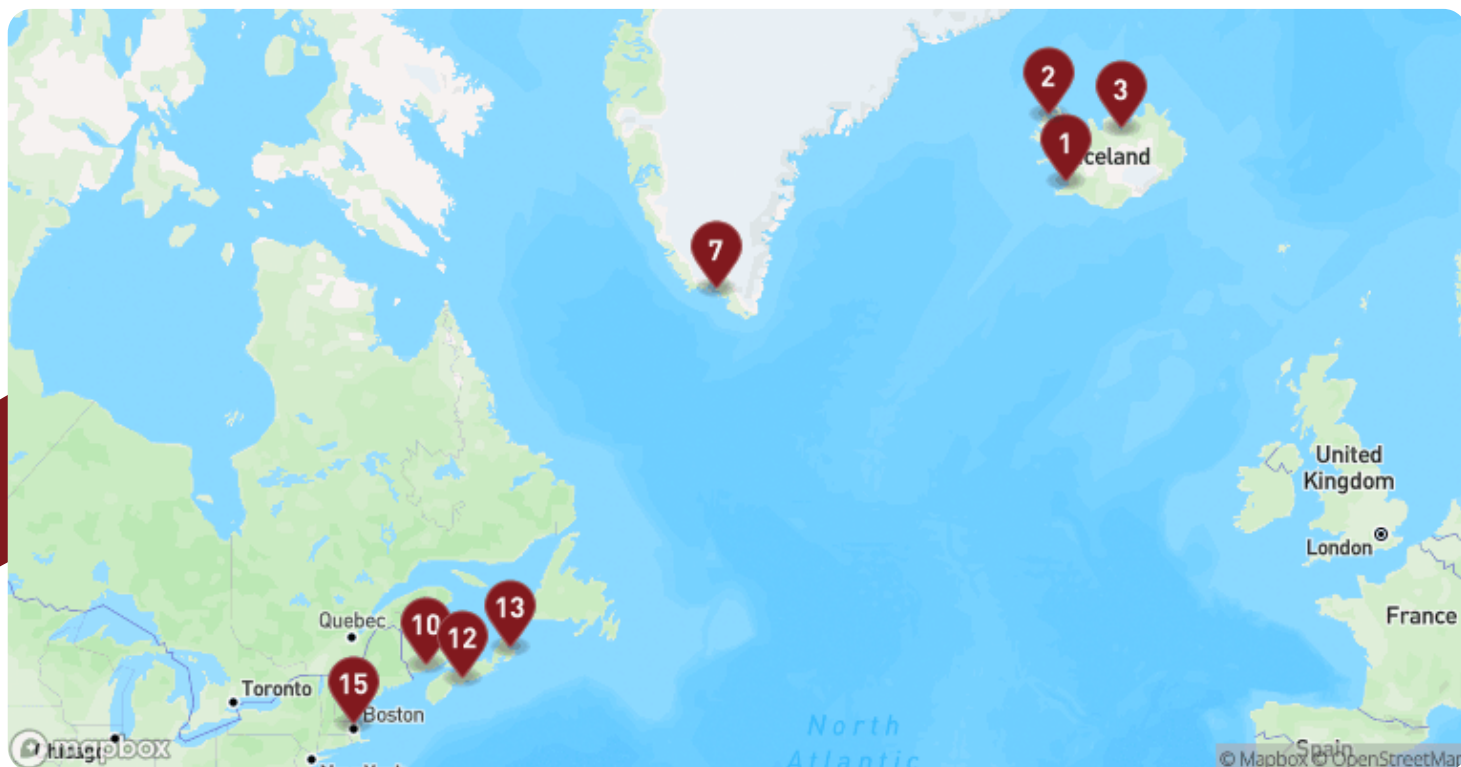 2
3
1
celand
7
United
Kingdom
London
France
13
10
12
Quebec
15
Toronto
Boston
North
Atlantic
mapbox
Spain
© Mapbox © OpenStreetMap